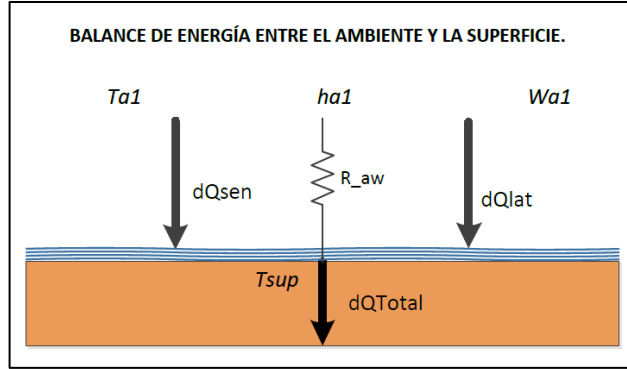 BALANCE DE ENERGÍA ENTRE EL AMBIENTE Y LA SUPERFICIE.
Ta1 ha1 Wa1
R_aw
dQsen dQlat
Tsup
dQTotal